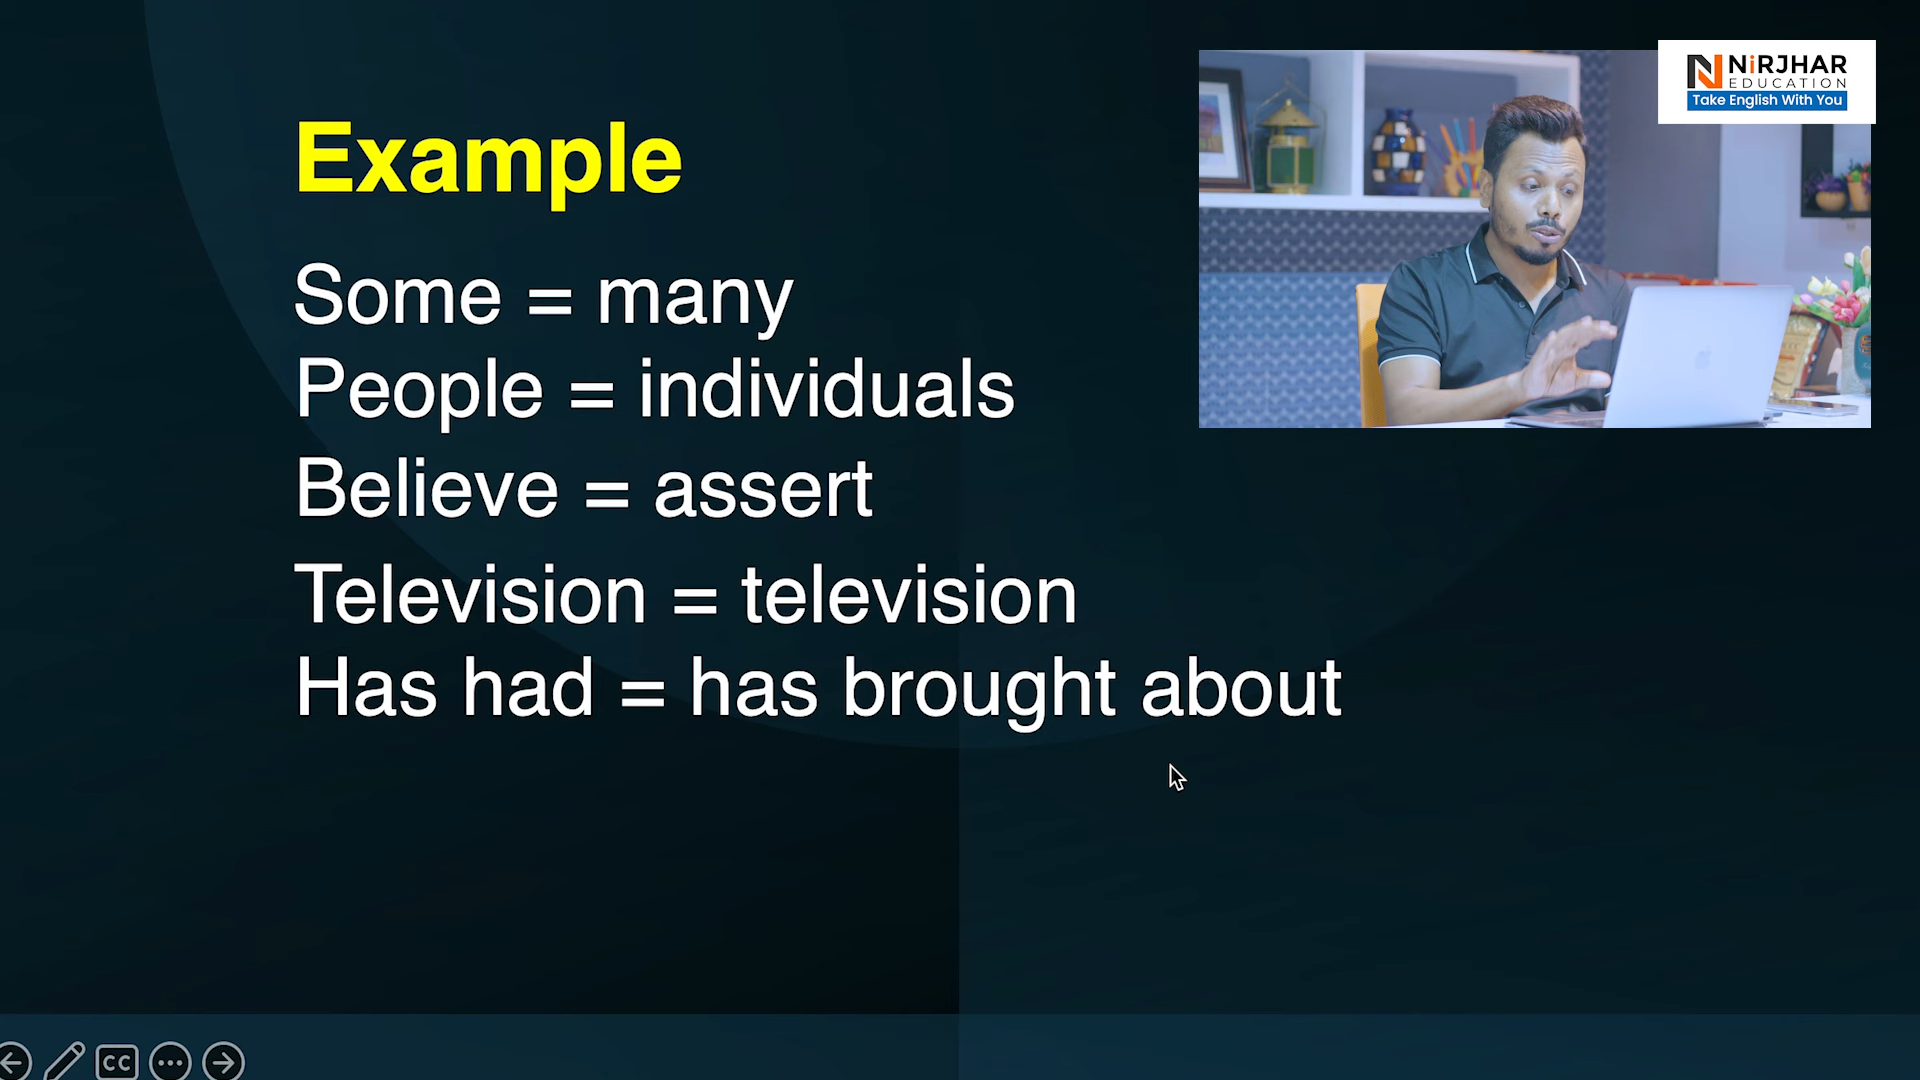 NiRJHAR
EDUCATION
Take English With You
Example
Some = many
People = individuals
Believe = assert
Television = television
Has had = has brought about
CC